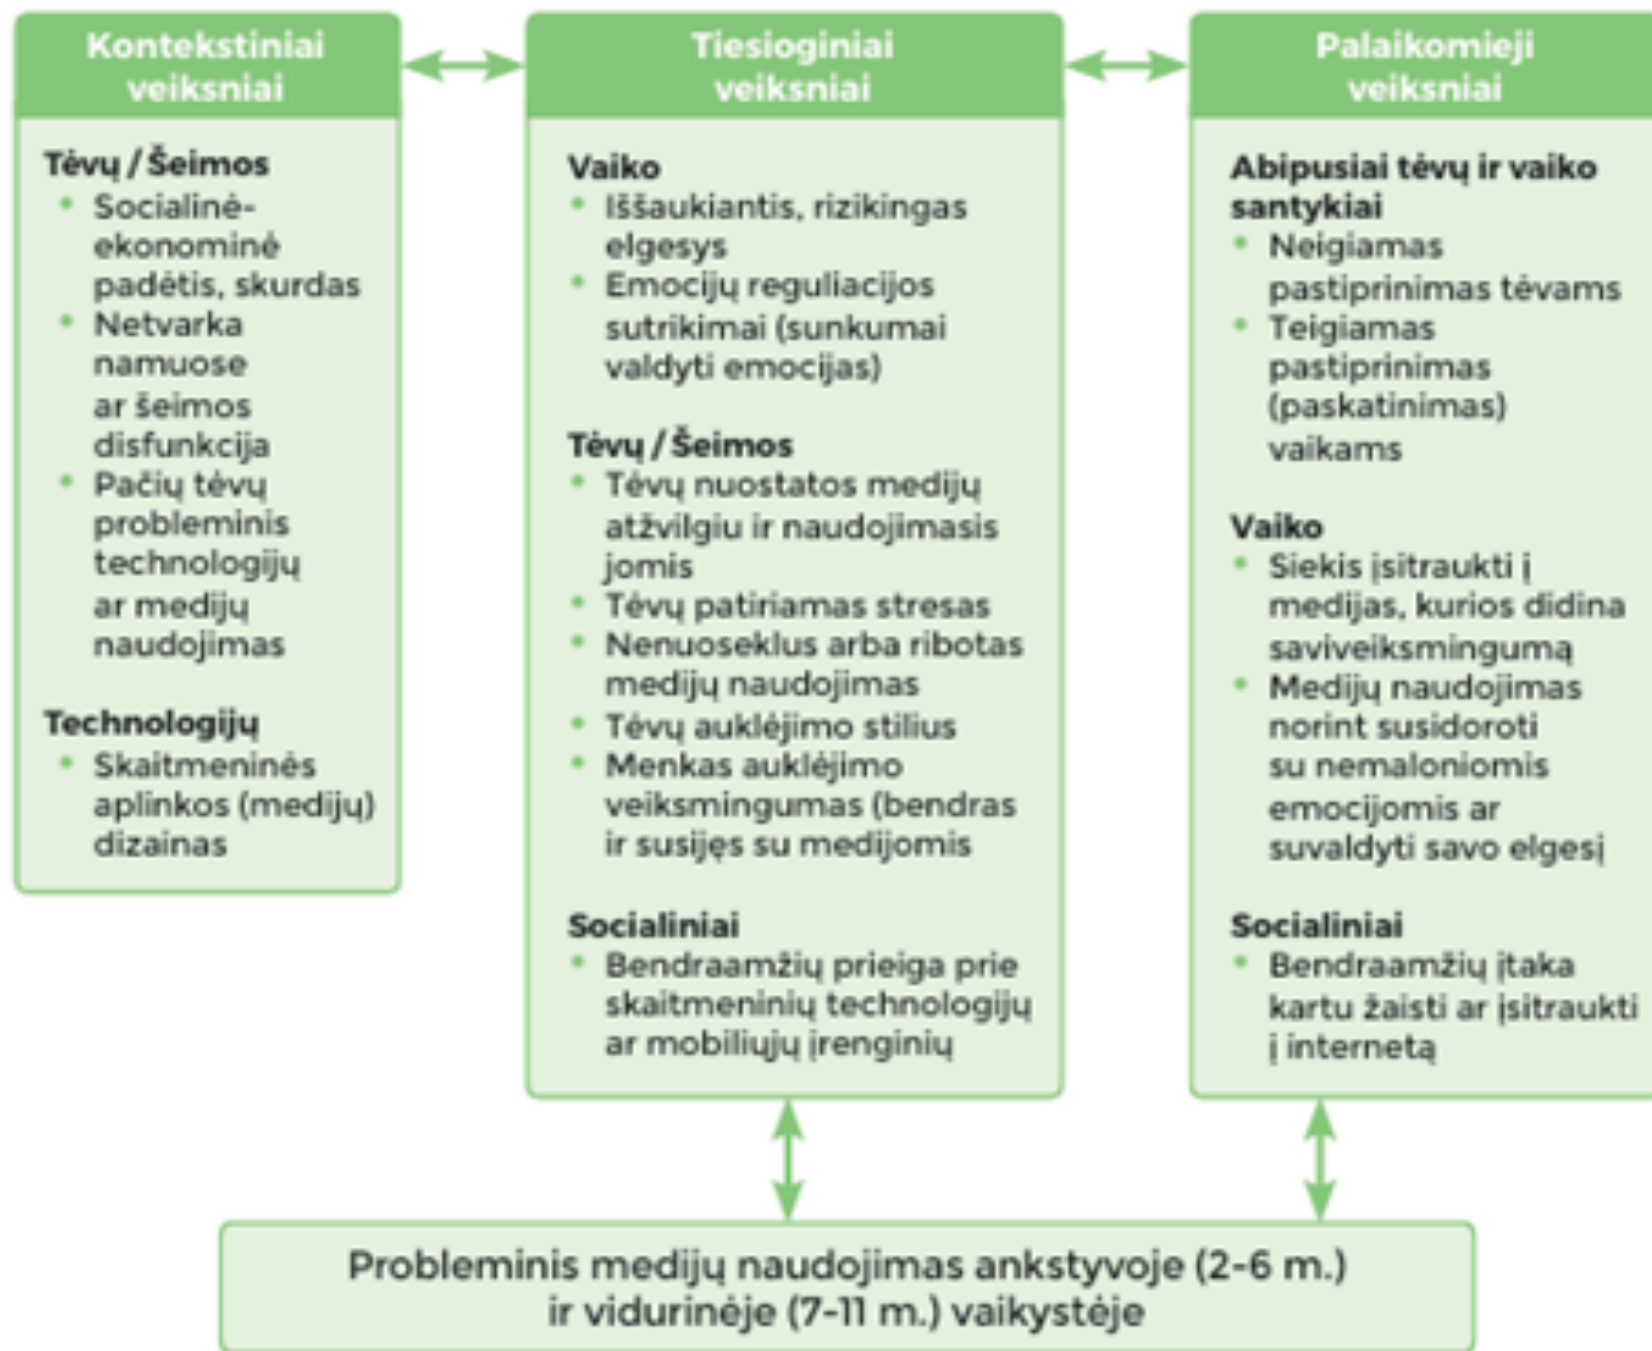 Kontekstiniai
veiksniai
Tėvų / Šeimos
• Socialinė-
ekonominė
padėtis, skurdas
• Netvarka
namuose
ar šeimos
disfunkcija
• Pačių tėvų
probleminis
technologijų
ar medijų
naudojimas
Technologijų
• Skaitmeninės
aplinkos (medijų)
dizainas
Tiesioginiai
veiksniai
Vaiko
• Iššaukiantis, rizikingas
elgesys
• Emocijų reguliacijos
sutrikimai (sunkumai
valdyti emocijas)
Tėvų / Šeimos
• Tėvų nuostatos medijų
atžvilgiu ir naudojimasis
jomis
• Tėvų patiriamas stresas
• Nenuoseklus arba ribotas
medijų naudojimas
• Tėvų auklėjimo stilius
• Menkas auklėjimo
veiksmingumas (bendras
ir susijęs su medijomis
Socialiniai
• Bendraamžių prieiga prie
skaitmeninių technologijų
ar mobiliųjų įrenginių
Palaikomieji
veiksniai
Abipusiai tėvų ir vaiko
santykiai
• Neigiamas
pastiprinimas tėvams
• Teigiamas
pastiprinimas
(paskatinimas)
vaikams
Vaiko
• Siekis įsitraukti į
medijas, kurios didina
saviveiksmingumą
• Medijų naudojimas
norint susidoroti
su nemaloniomis
emocijomis ar
suvaldyti savo elgesį
Socialiniai
• Bendraamžių įtaka
kartu žaisti ar įsitraukti
į internetą
Probleminis medijų naudojimas ankstyvoje (2-6 m.)
ir vidurinėje (7-11 m.) vaikystėje